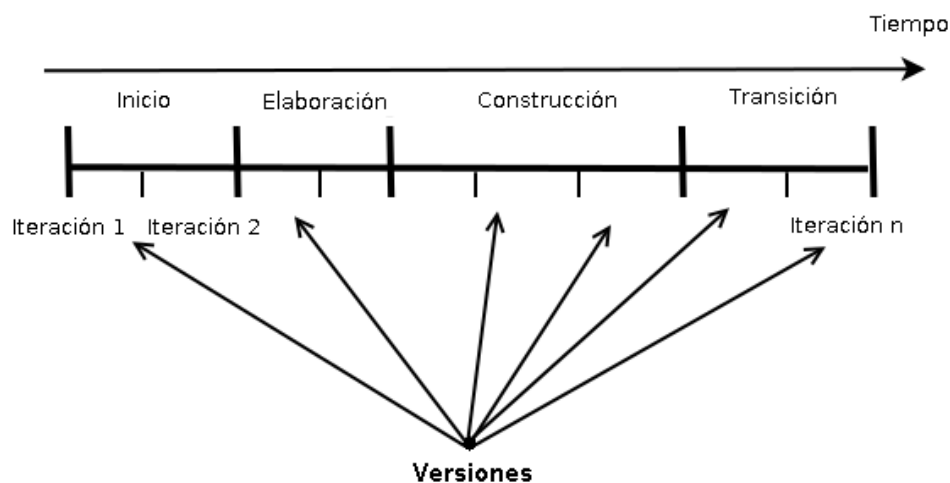 Tiempo
Inicio
Elaboración
Construcción
Transición
Iteración 1
Iteración 2
Iteración n
Versiones